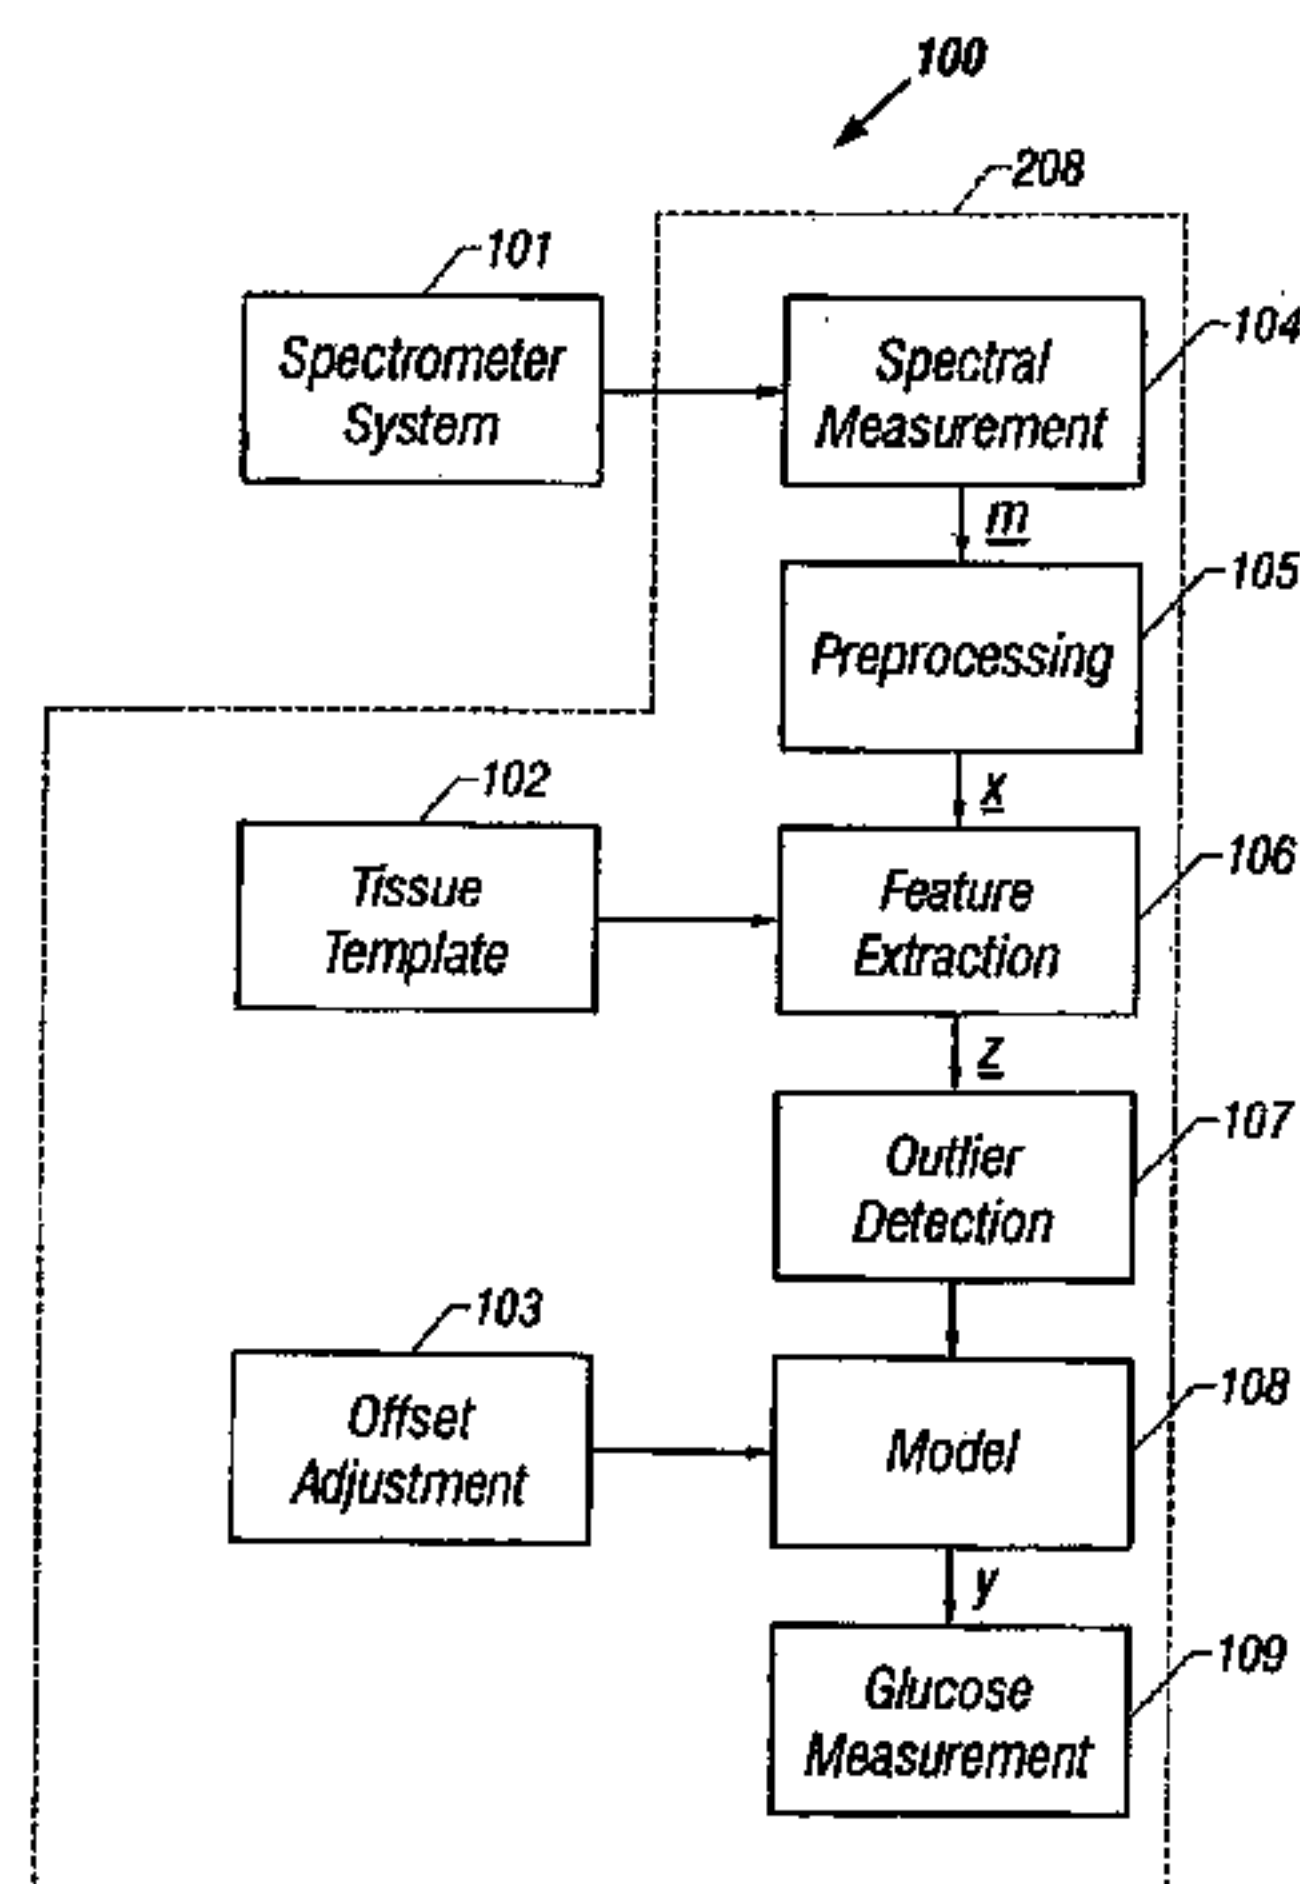 100
208
101
Spectrometer
System
Spectral
Measurement
104
m
Preprocessing
105
x
102
Tissue
Template
Feature
Extraction
106
z
Outlier
Detection
107
103
Offset
Adjustment
Model
108
y
Glucose
Measurement
109